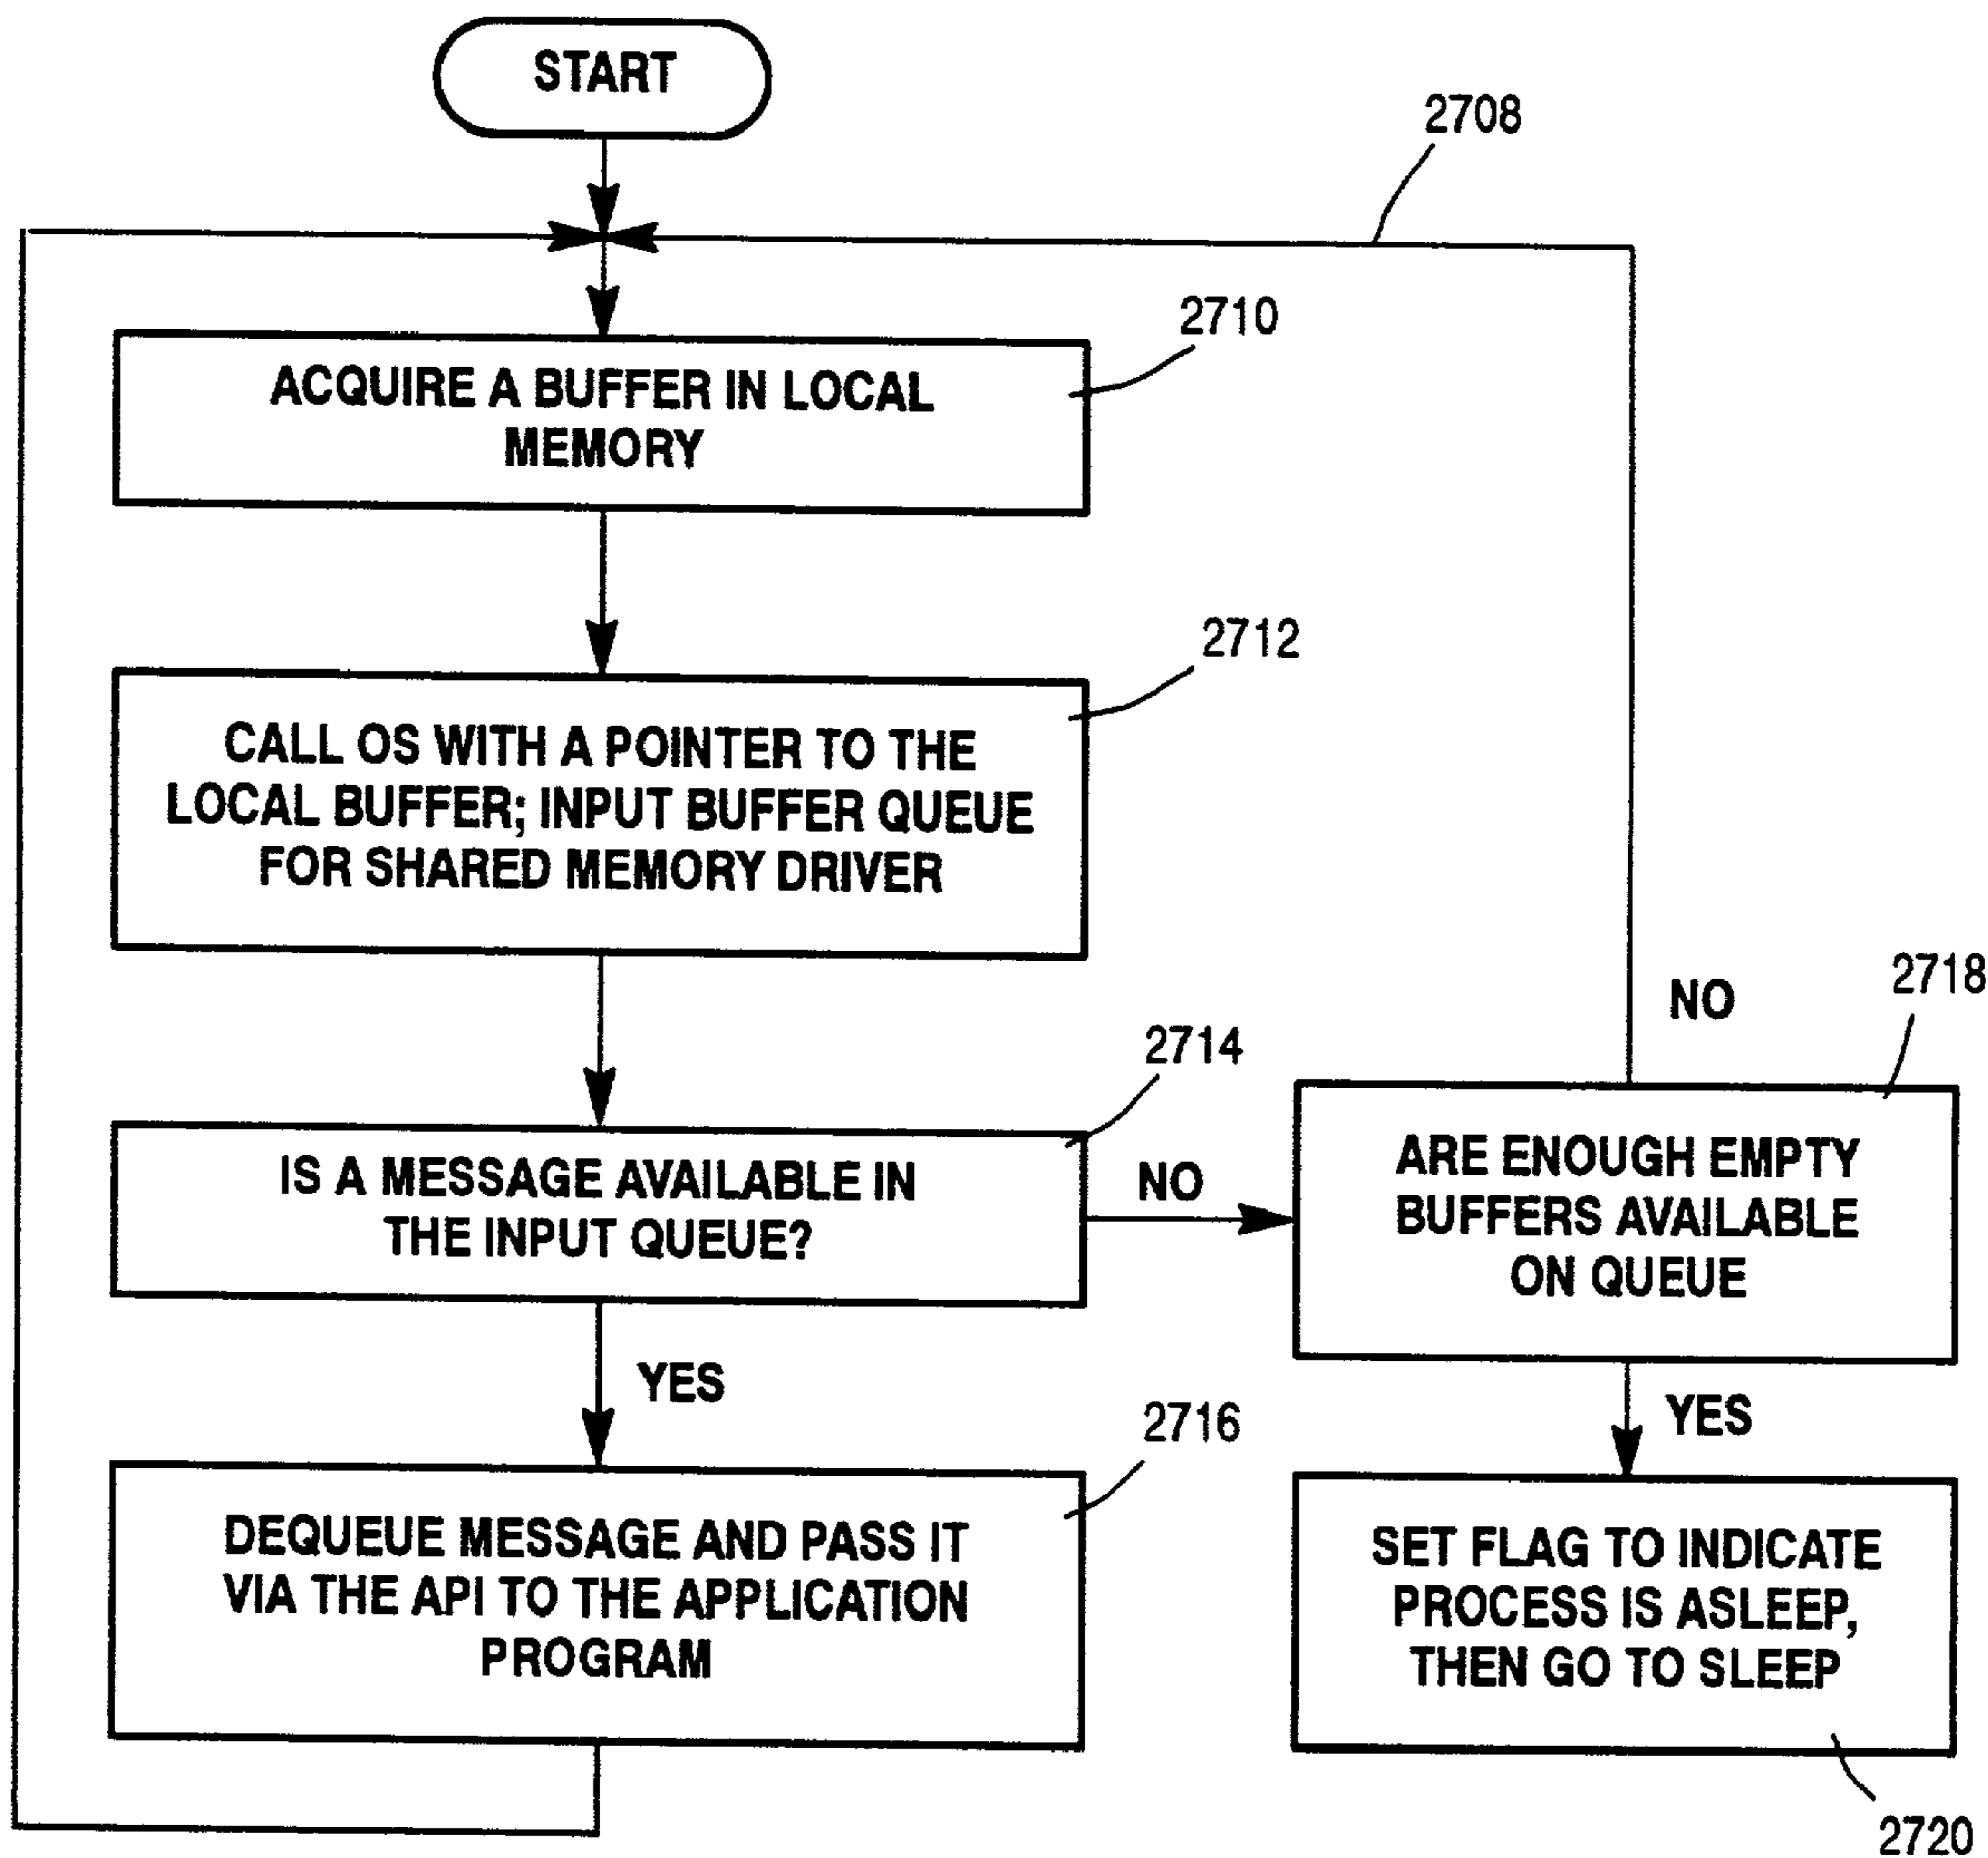 START
2708
2710
ACQUIRE A BUFFER IN LOCAL
MEMORY
2712
CALL OS WITH A POINTER TO THE
LOCAL BUFFER; INPUT BUFFER QUEUE
FOR SHARED MEMORY DRIVER
2714
IS A MESSAGE AVAILABLE IN
THE INPUT QUEUE?
NO
NO
2718
ARE ENOUGH EMPTY
BUFFERS AVAILABLE
ON QUEUE
YES
2716
DEQUEUE MESSAGE AND PASS IT
VIA THE API TO THE APPLICATION
PROGRAM
YES
SET FLAG TO INDICATE
PROCESS IS ASLEEP,
THEN GO TO SLEEP
2720